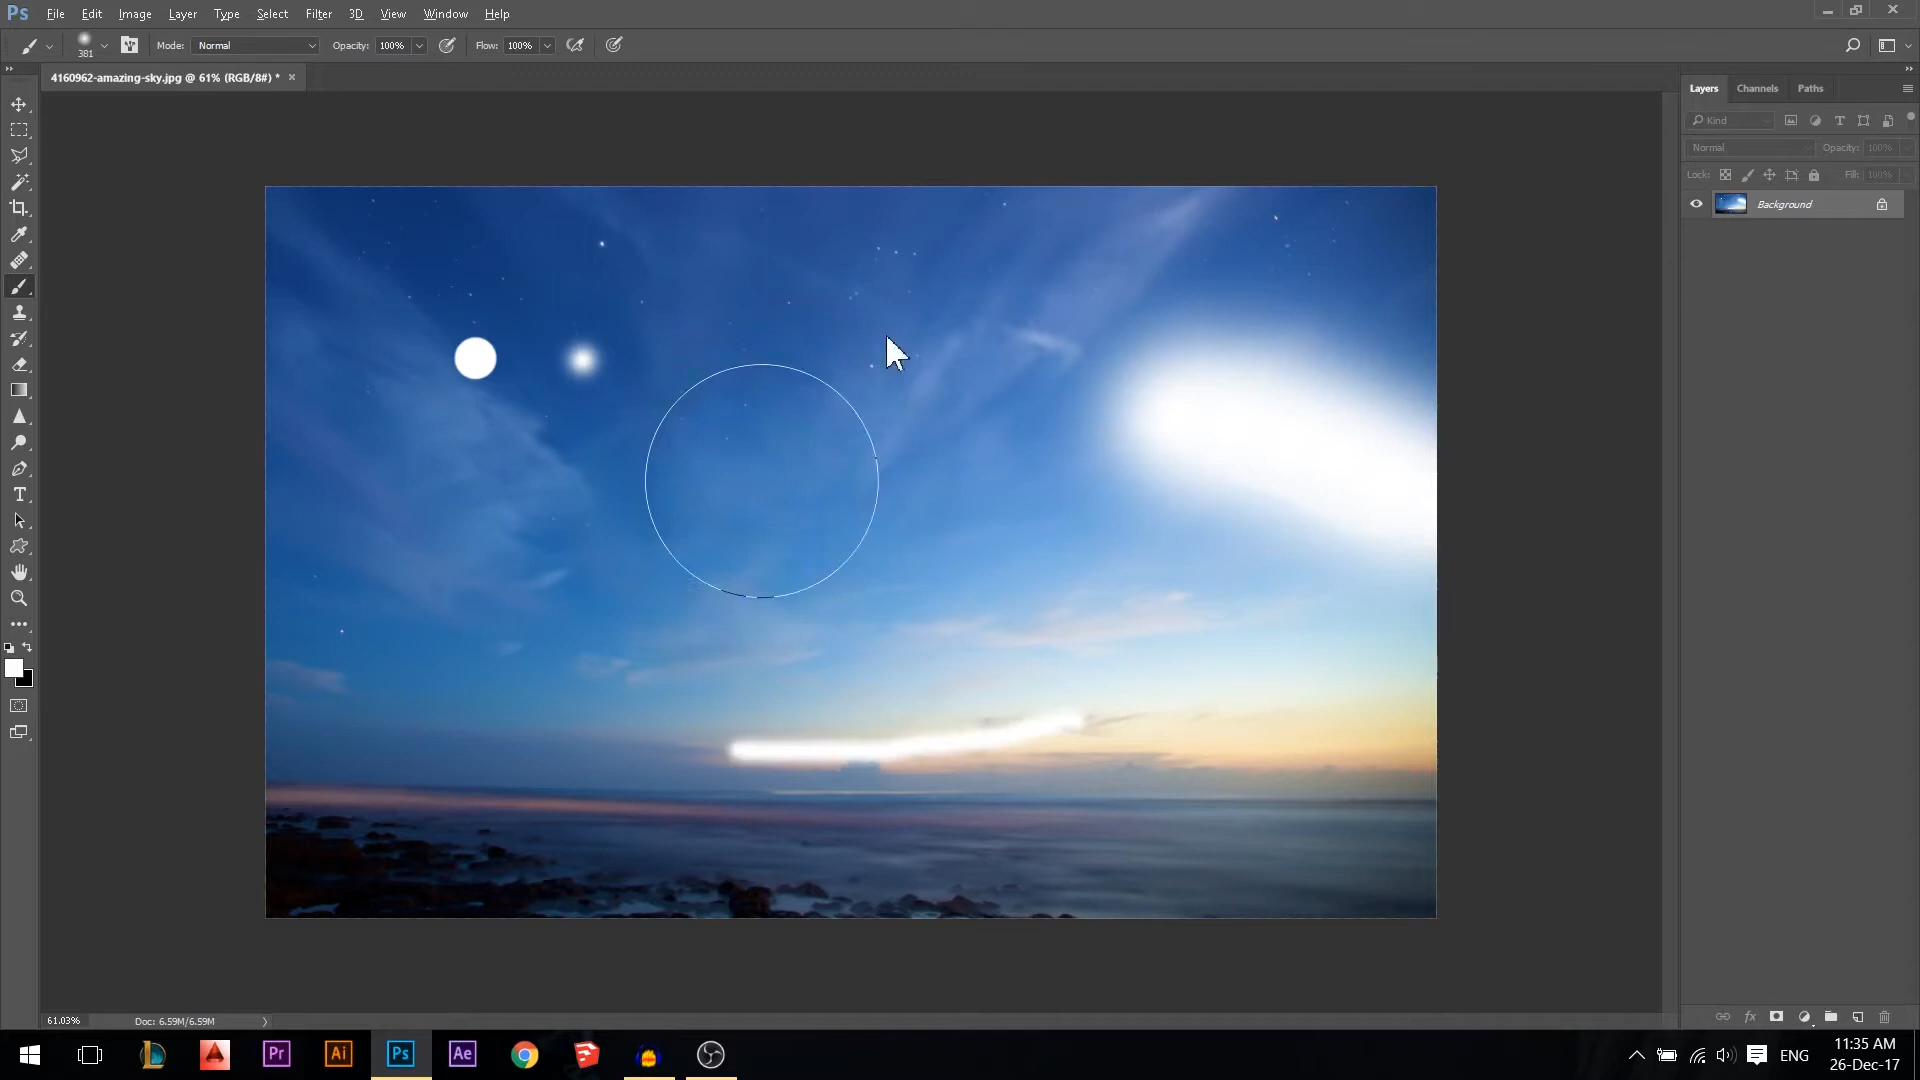 Ps File Edit Image Layer Type Select Filter 3D View Window Help
381 Mode: Normal Opacity: 100% Flow: 100%
4160962-amazing-sky.jpg @ 61% (RGB/8#) * ×
Layers Channels Paths
Kind
Normal Opacity: 100%
Lock: Fill: 100%
Background
T
61.03% Doc: 6.59M/6.59M
Pr Ai Ps Ae
ENG
11:35 AM
26-Dec-17